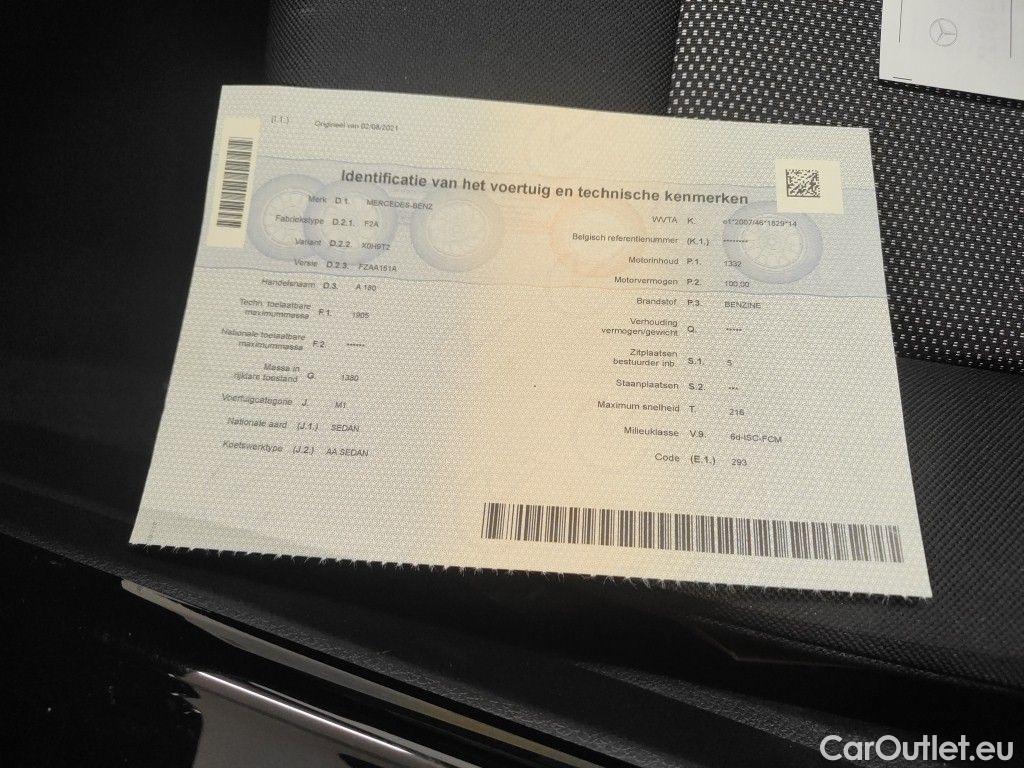 (I.1.) Origineel van 02/08/2021
Identificatie van het voertuig en technische kenmerken
Merk D.1. MERCEDES-BENZ
Fabriekstype D.2.1. F2A
Variant D.2.2. X0H9T2
Versie D.2.3. FZAA151A
Handelsnaam D.3. A 180
Techn. toelaatbare
maximummassa F.1. 1905
Nationale toelaatbare
maximummassa F.2. ******
Massa in
rijklare toestand G. 1380
Voertuigcategorie J. M1
Nationale aard (J.1.) SEDAN
Koetswerktype (J.2.) AA SEDAN
WVTA K. e1*2007/46*1829*14
Belgisch referentienummer (K.1.) ********
Motorinhoud P.1. 1332
Motorvermogen P.2. 100,00
Brandstof P.3. BENZINE
Verhouding
vermogen/gewicht Q. *****
Zitplaatsen
bestuurder inb. S.1. 5
Staanplaatsen S.2. ***
Maximum snelheid T. 216
Milieuklasse V.9. 6d-ISC-FCM
Code (E.1.) 293
CarOutlet.eu